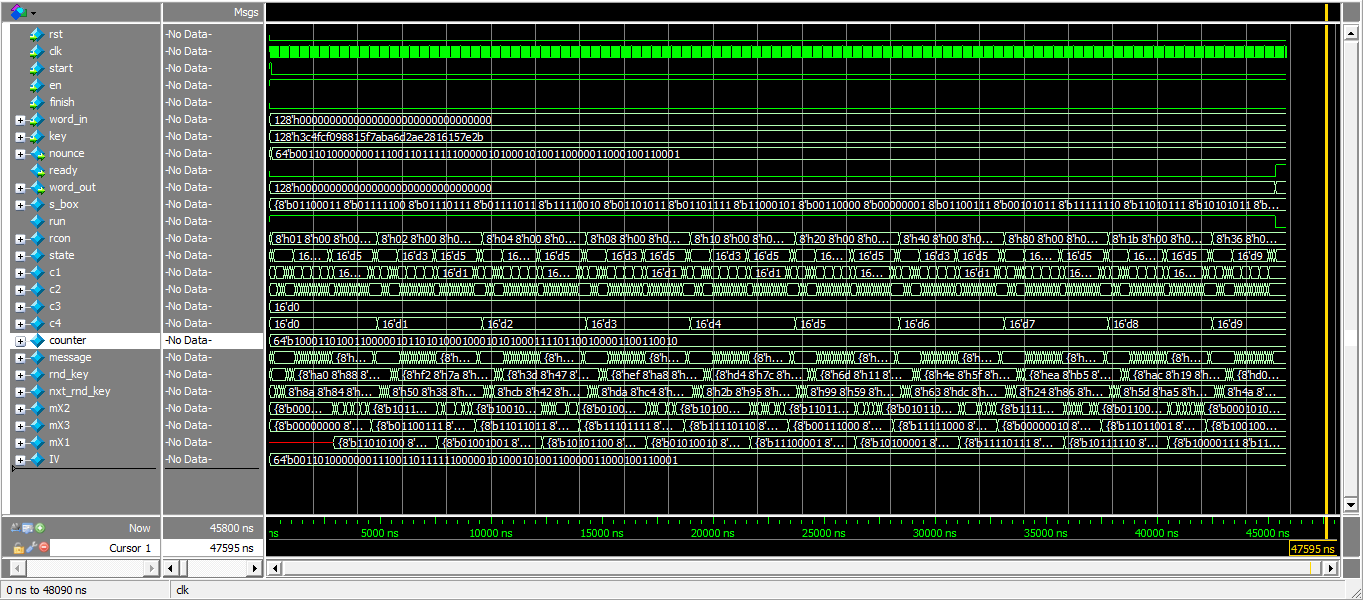 Msgs
rst -No Data-
clk -No Data-
start -No Data-
en -No Data-
finish -No Data-
word_in -No Data- 128'h00000000000000000000000000000000
key -No Data- 128'h3c4fcf098815f7aba6d2ae2816157e2b
nounce -No Data- 64'b0011010000000111001101111110000010100010100110000011000100110001
ready -No Data-
word_out -No Data- 128'h00000000000000000000000000000000
s_box -No Data- {8'b01100011 8'b01111100 8'b01110111 8'b01111011 8'b11110010 8'b01101011 8'b01101111 8'b11000101 8'b00110000 8'b00000001 8'b01100111 8'b00101011 8'b11111110 8'b11010111 8'b10101011 8'b...
run -No Data-
rcon -No Data- 8'h01 8'h00 8'h00... 8'h02 8'h00 8'h0... 8'h04 8'h00 8'h0... 8'h08 8'h00 8'h0... 8'h10 8'h00 8'h0... 8'h20 8'h00 8'h0... 8'h40 8'h00 8'h0... 8'h80 8'h00 8'h0... 8'h1b 8'h00 8'h0... 8'h36 8'h0...
state -No Data- 16... 16'd5 16'd3 16'd5 16... 16'd5 16'd3 16'd5 16'd3 16'd5 16... 16'd5 16'd3 16'd5 16... 16'd5 16... 16'd5 16'd9
c1 -No Data- 16... 16'd1 16... 16'd1 16'd1 16... 16'd1 16... 16...
c2 -No Data-
c3 -No Data- 16'd0
c4 -No Data- 16'd0 16'd1 16'd2 16'd3 16'd4 16'd5 16'd6 16'd7 16'd8 16'd9
counter -No Data- 64'b1000110100110000010110101000100010101000111101100100001100110010
message -No Data- {8'h... {8'h... {8'h... {8'h... {8'h... {8'h... {8'h... {8'h... {8'h...
rnd_key -No Data- {8'ha0 8'h88 8'... {8'hf2 8'h7a 8'h... {8'h3d 8'h47 8'h... {8'hef 8'ha8 8'h... {8'hd4 8'h7c 8'h... {8'h6d 8'h11 8'h... {8'h4e 8'h5f 8'h... {8'hea 8'hb5 8'h... {8'hac 8'h19 8'h... {8'hd0...
nxt_rnd_key -No Data- 8'h8a 8'h84 8'h... 8'h50 8'h38 8'h... 8'hcb 8'h42 8'h... 8'hda 8'hc4 8'h... 8'h2b 8'h95 8'h... 8'h99 8'h59 8'h... 8'h63 8'hdc 8'h... 8'h24 8'h86 8'h... 8'h5d 8'ha5 8'h... 8'h4a 8'h...
mX2 -No Data- {8'b000... {8'b1011... {8'b10010... {8'b0100... {8'b10100... {8'b11011... {8'b010110... {8'b1111... {8'b01100... {8'b0001010...
mX3 -No Data- {8'b00000000 8'... {8'b01100111 8'... {8'b11011011 8'... {8'b11101111 8'... {8'b11111110 8'... {8'b00111000 8'... {8'b11111000 8'... {8'b01101101 8'... {8'b11011001 8'... {8'b100100...
mX1 -No Data- {8'b11010100 8'... {8'b01001001 8'... {8'b10101100 8'... {8'b01010010 8'... {8'b11100001 8'... {8'b10100001 8'... {8'b11110111 8'... {8'b10111110 8'... {8'b10000111 8'b11...
IV -No Data- 64'b0011010000000111001101111110000010100010100110000011000100110001
Now 45800 ns
ns 5000 ns 10000 ns 15000 ns 20000 ns 25000 ns 30000 ns 35000 ns 40000 ns 45000 ns
Cursor 1 47595 ns 47595 ns
0 ns to 48090 ns clk